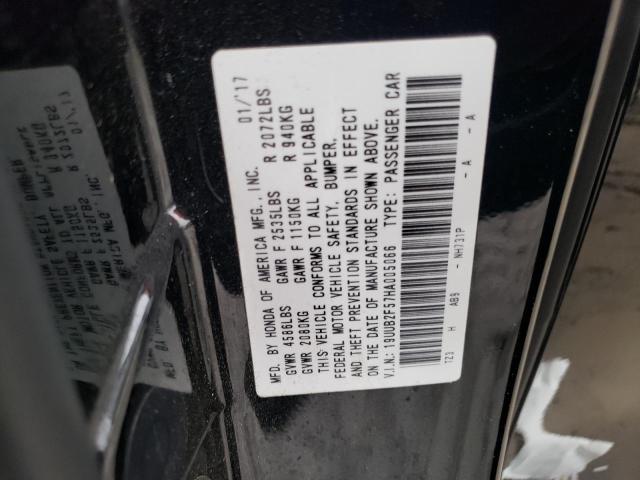 MFD. BY HONDA OF AMERICA MFG., INC. 01/17
GVWR 4586LBS GAWR F 2535LBS R 2072LBS
GVWR 2080KG GAWR F 1150KG R 940KG
THIS VEHICLE CONFORMS TO ALL APPLICABLE
FEDERAL MOTOR VEHICLE SAFETY, BUMPER,
AND THEFT PREVENTION STANDARDS IN EFFECT
ON THE DATE OF MANUFACTURE SHOWN ABOVE.
V.I.N.: 19UUB2F57HA005066 TYPE: PASSENGER CAR
TZ3 H AB9 - NH731P - A - A